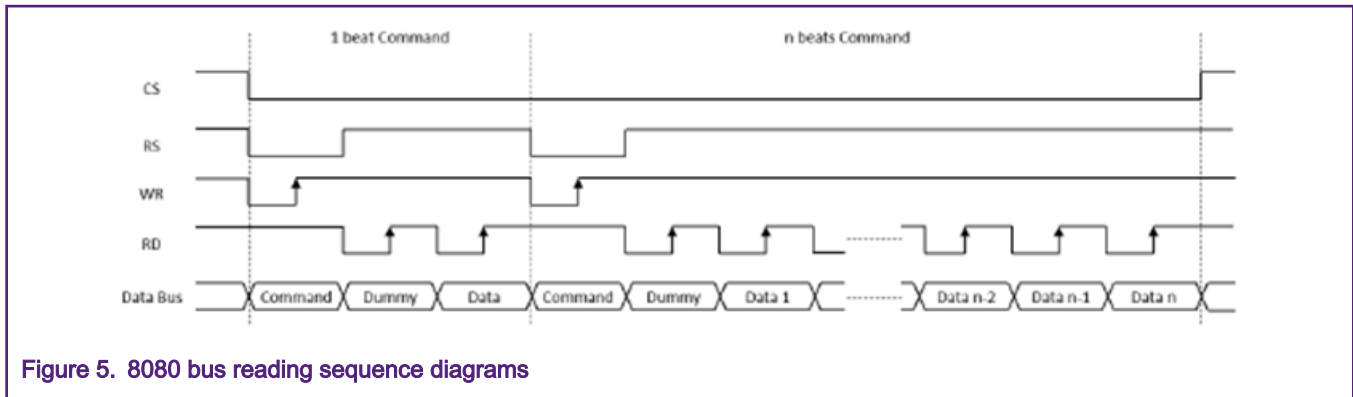 1 beat Command n beats Command
CS
RS
WR
RD
Data Bus Command Dummy Data Command Dummy Data 1 Data n-2 Data n-1 Data n
Figure 5. 8080 bus reading sequence diagrams